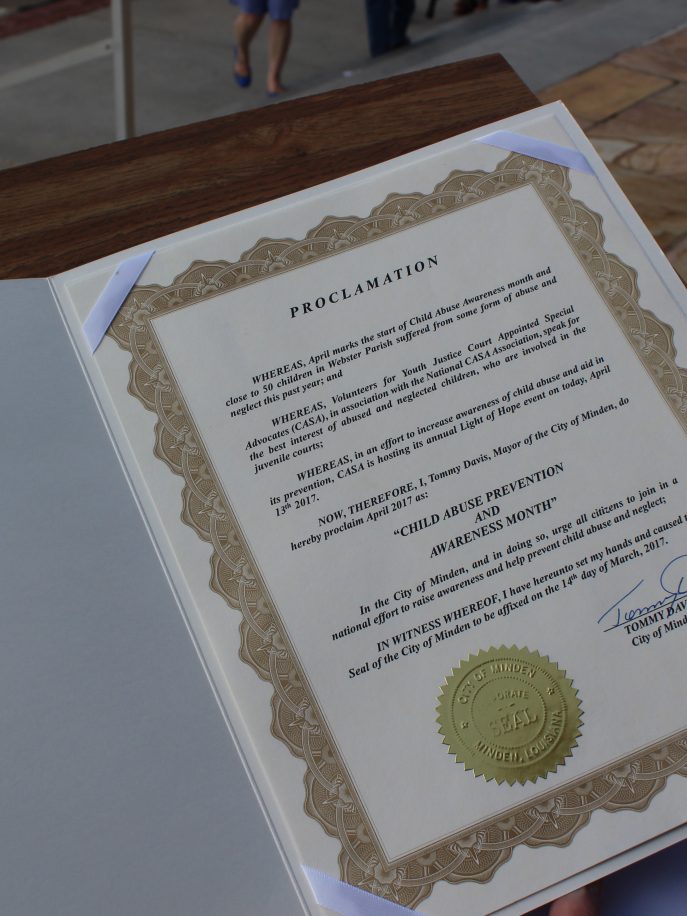 PROCLAMATION
WHEREAS, April marks the start of Child Abuse Awareness month and
close to 50 children in Webster Parish suffered from some form of abuse and
neglect this past year; and
WHEREAS, Volunteers for Youth Justice Court Appointed Special
Advocates (CASA), in association with the National CASA Association, speak for
the best interest of abused and neglected children, who are involved in the
juvenile courts;
WHEREAS, in an effort to increase awareness of child abuse and aid in
its prevention, CASA is hosting its annual Light of Hope event on today, April
13th 2017.
NOW, THEREFORE, I, Tommy Davis, Mayor of the City of Minden, do
hereby proclaim April 2017 as:
"CHILD ABUSE PREVENTION
AND
AWARENESS MONTH"
In the City of Minden, and in doing so, urge all citizens to join in a
national effort to raise awareness and help prevent child abuse and neglect;
IN WITNESS WHEREOF, I have hereunto set my hands and caused
Seal of the City of Minden to be affixed on the 14th day of March, 2017.
Tommy
TOMMY DAV
City of Mind
CITY OF MINDEN
ORATE
SEAL
MINDEN, LOUISIANA